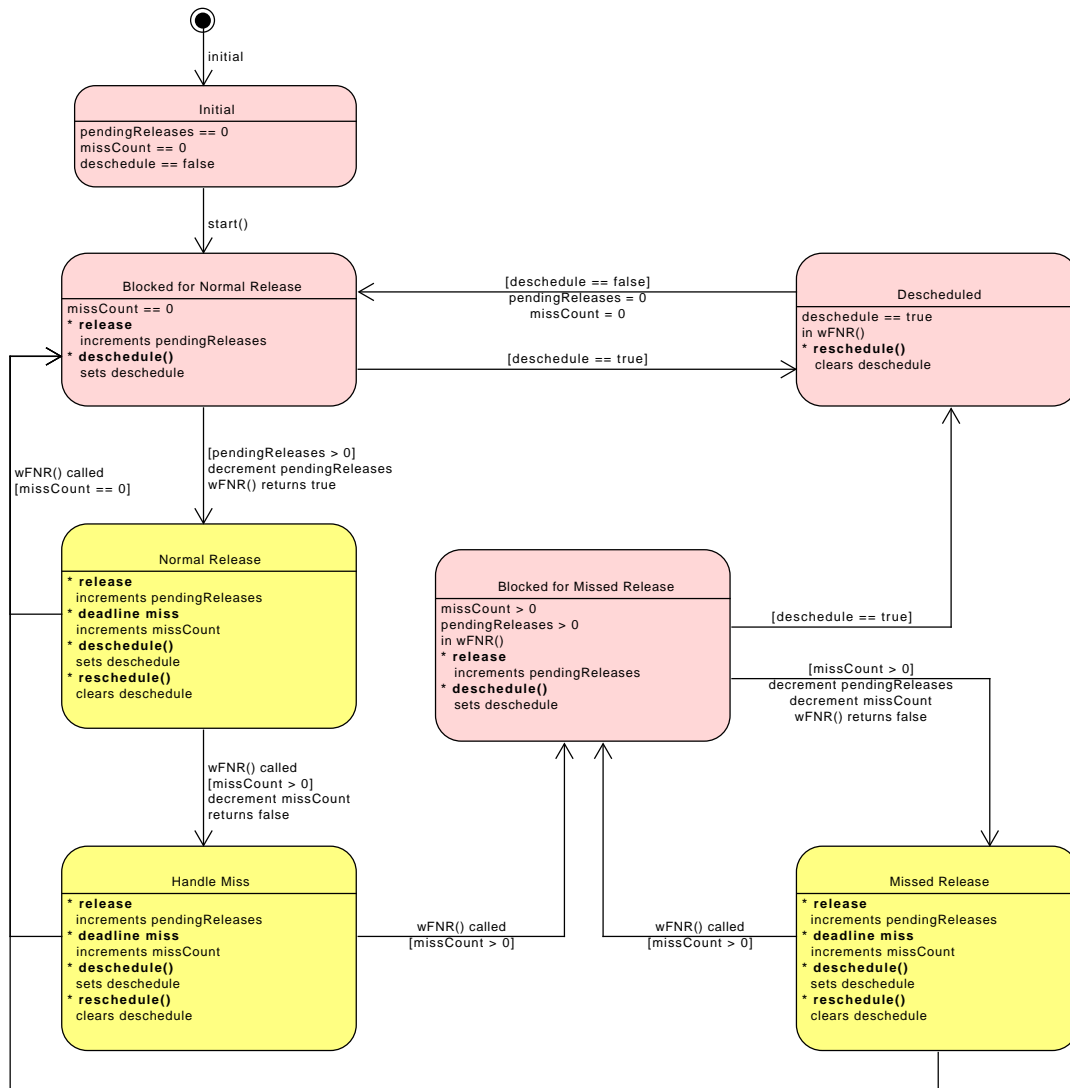 initial
Initial
pendingReleases == 0
missCount == 0
deschedule == false
start()
Blocked for Normal Release
missCount == 0
* release
increments pendingReleases
* deschedule()
sets deschedule
[deschedule == false]
pendingReleases = 0
missCount = 0
[deschedule == true]
Descheduled
deschedule == true
in wFNR()
* reschedule()
clears deschedule
wFNR() called
[missCount == 0]
[pendingReleases > 0]
decrement pendingReleases
wFNR() returns true
Normal Release
* release
increments pendingReleases
* deadline miss
increments missCount
* deschedule()
sets deschedule
* reschedule()
clears deschedule
Blocked for Missed Release
missCount > 0
pendingReleases > 0
in wFNR()
* release
increments pendingReleases
* deschedule()
sets deschedule
[deschedule == true]
[missCount > 0]
decrement pendingReleases
decrement missCount
wFNR() returns false
wFNR() called
[missCount > 0]
decrement missCount
returns false
Handle Miss
* release
increments pendingReleases
* deadline miss
increments missCount
* deschedule()
sets deschedule
* reschedule()
clears deschedule
wFNR() called
[missCount > 0]
wFNR() called
[missCount > 0]
Missed Release
* release
increments pendingReleases
* deadline miss
increments missCount
* deschedule()
sets deschedule
* reschedule()
clears deschedule